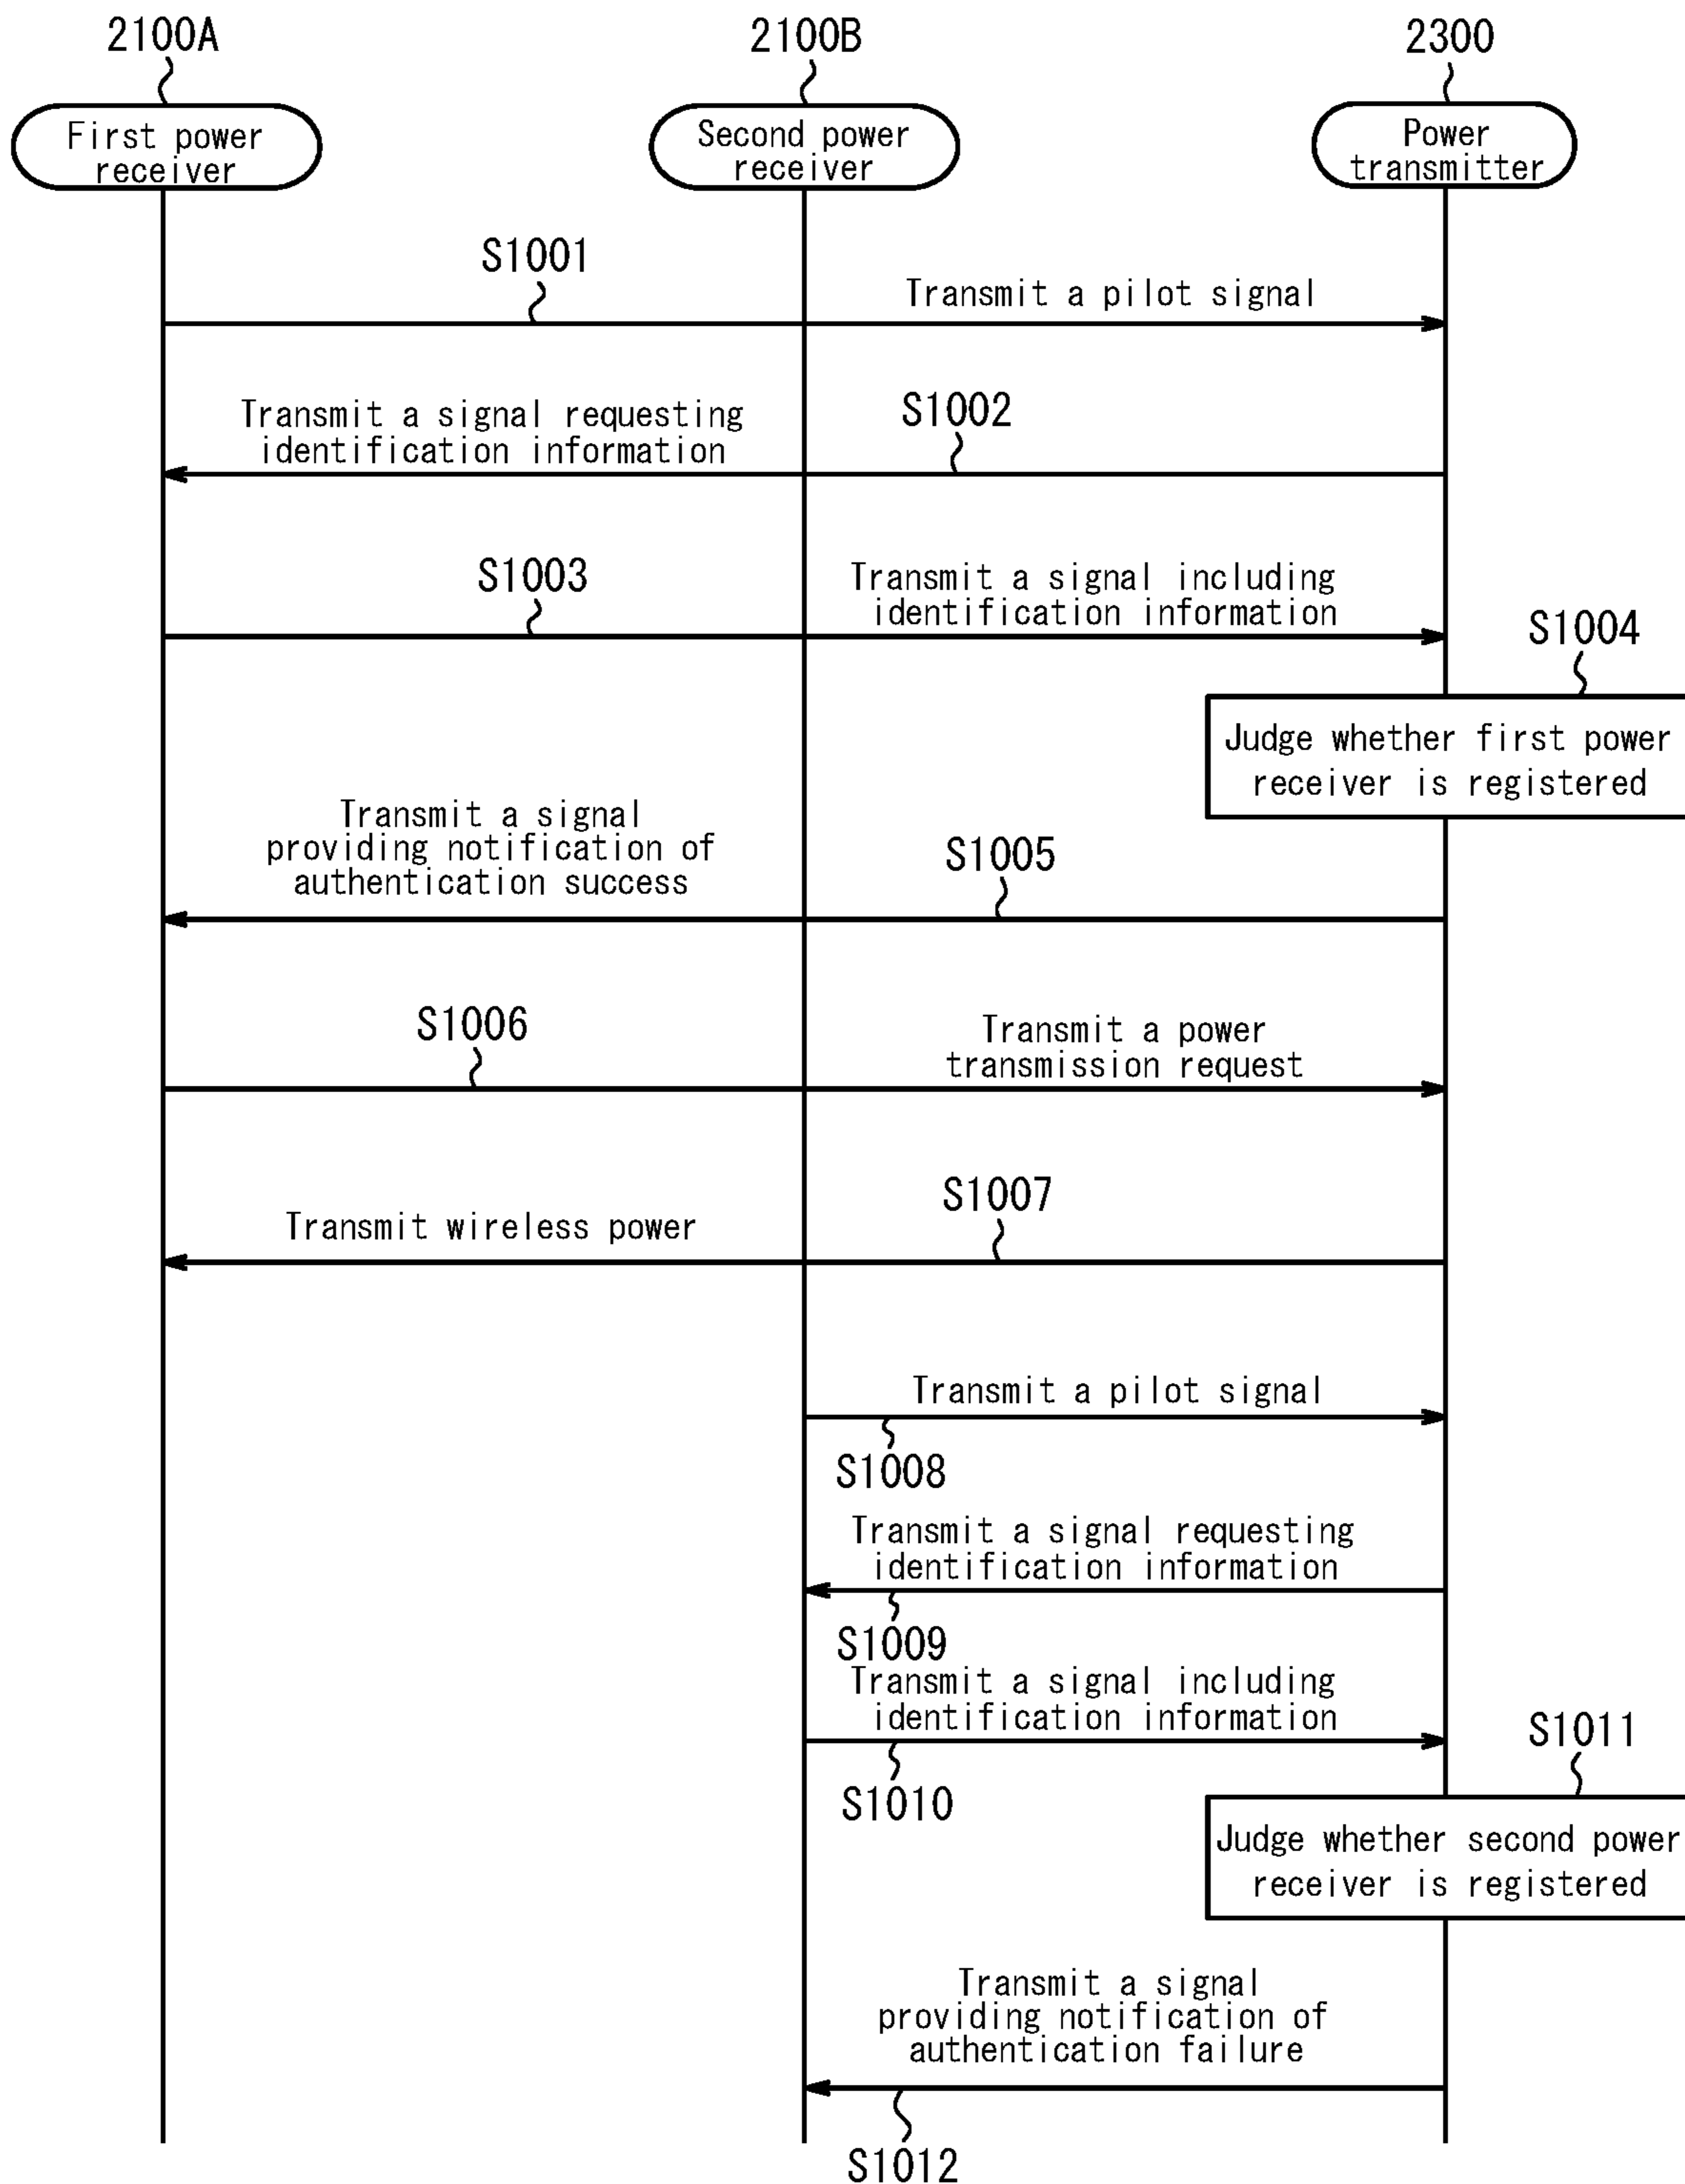 2100A
2100B
2300
First power
receiver
Second power
receiver
Power
transmitter
S1001
Transmit a pilot signal
Transmit a signal requesting
identification information
S1002
S1003
Transmit a signal including
identification information
S1004
Judge whether first power
receiver is registered
Transmit a signal
providing notification of
authentication success
S1005
S1006
Transmit a power
transmission request
S1007
Transmit wireless power
Transmit a pilot signal
S1008
Transmit a signal requesting
identification information
S1009
Transmit a signal including
identification information
S1010
S1011
Judge whether second power
receiver is registered
Transmit a signal
providing notification of
authentication failure
S1012